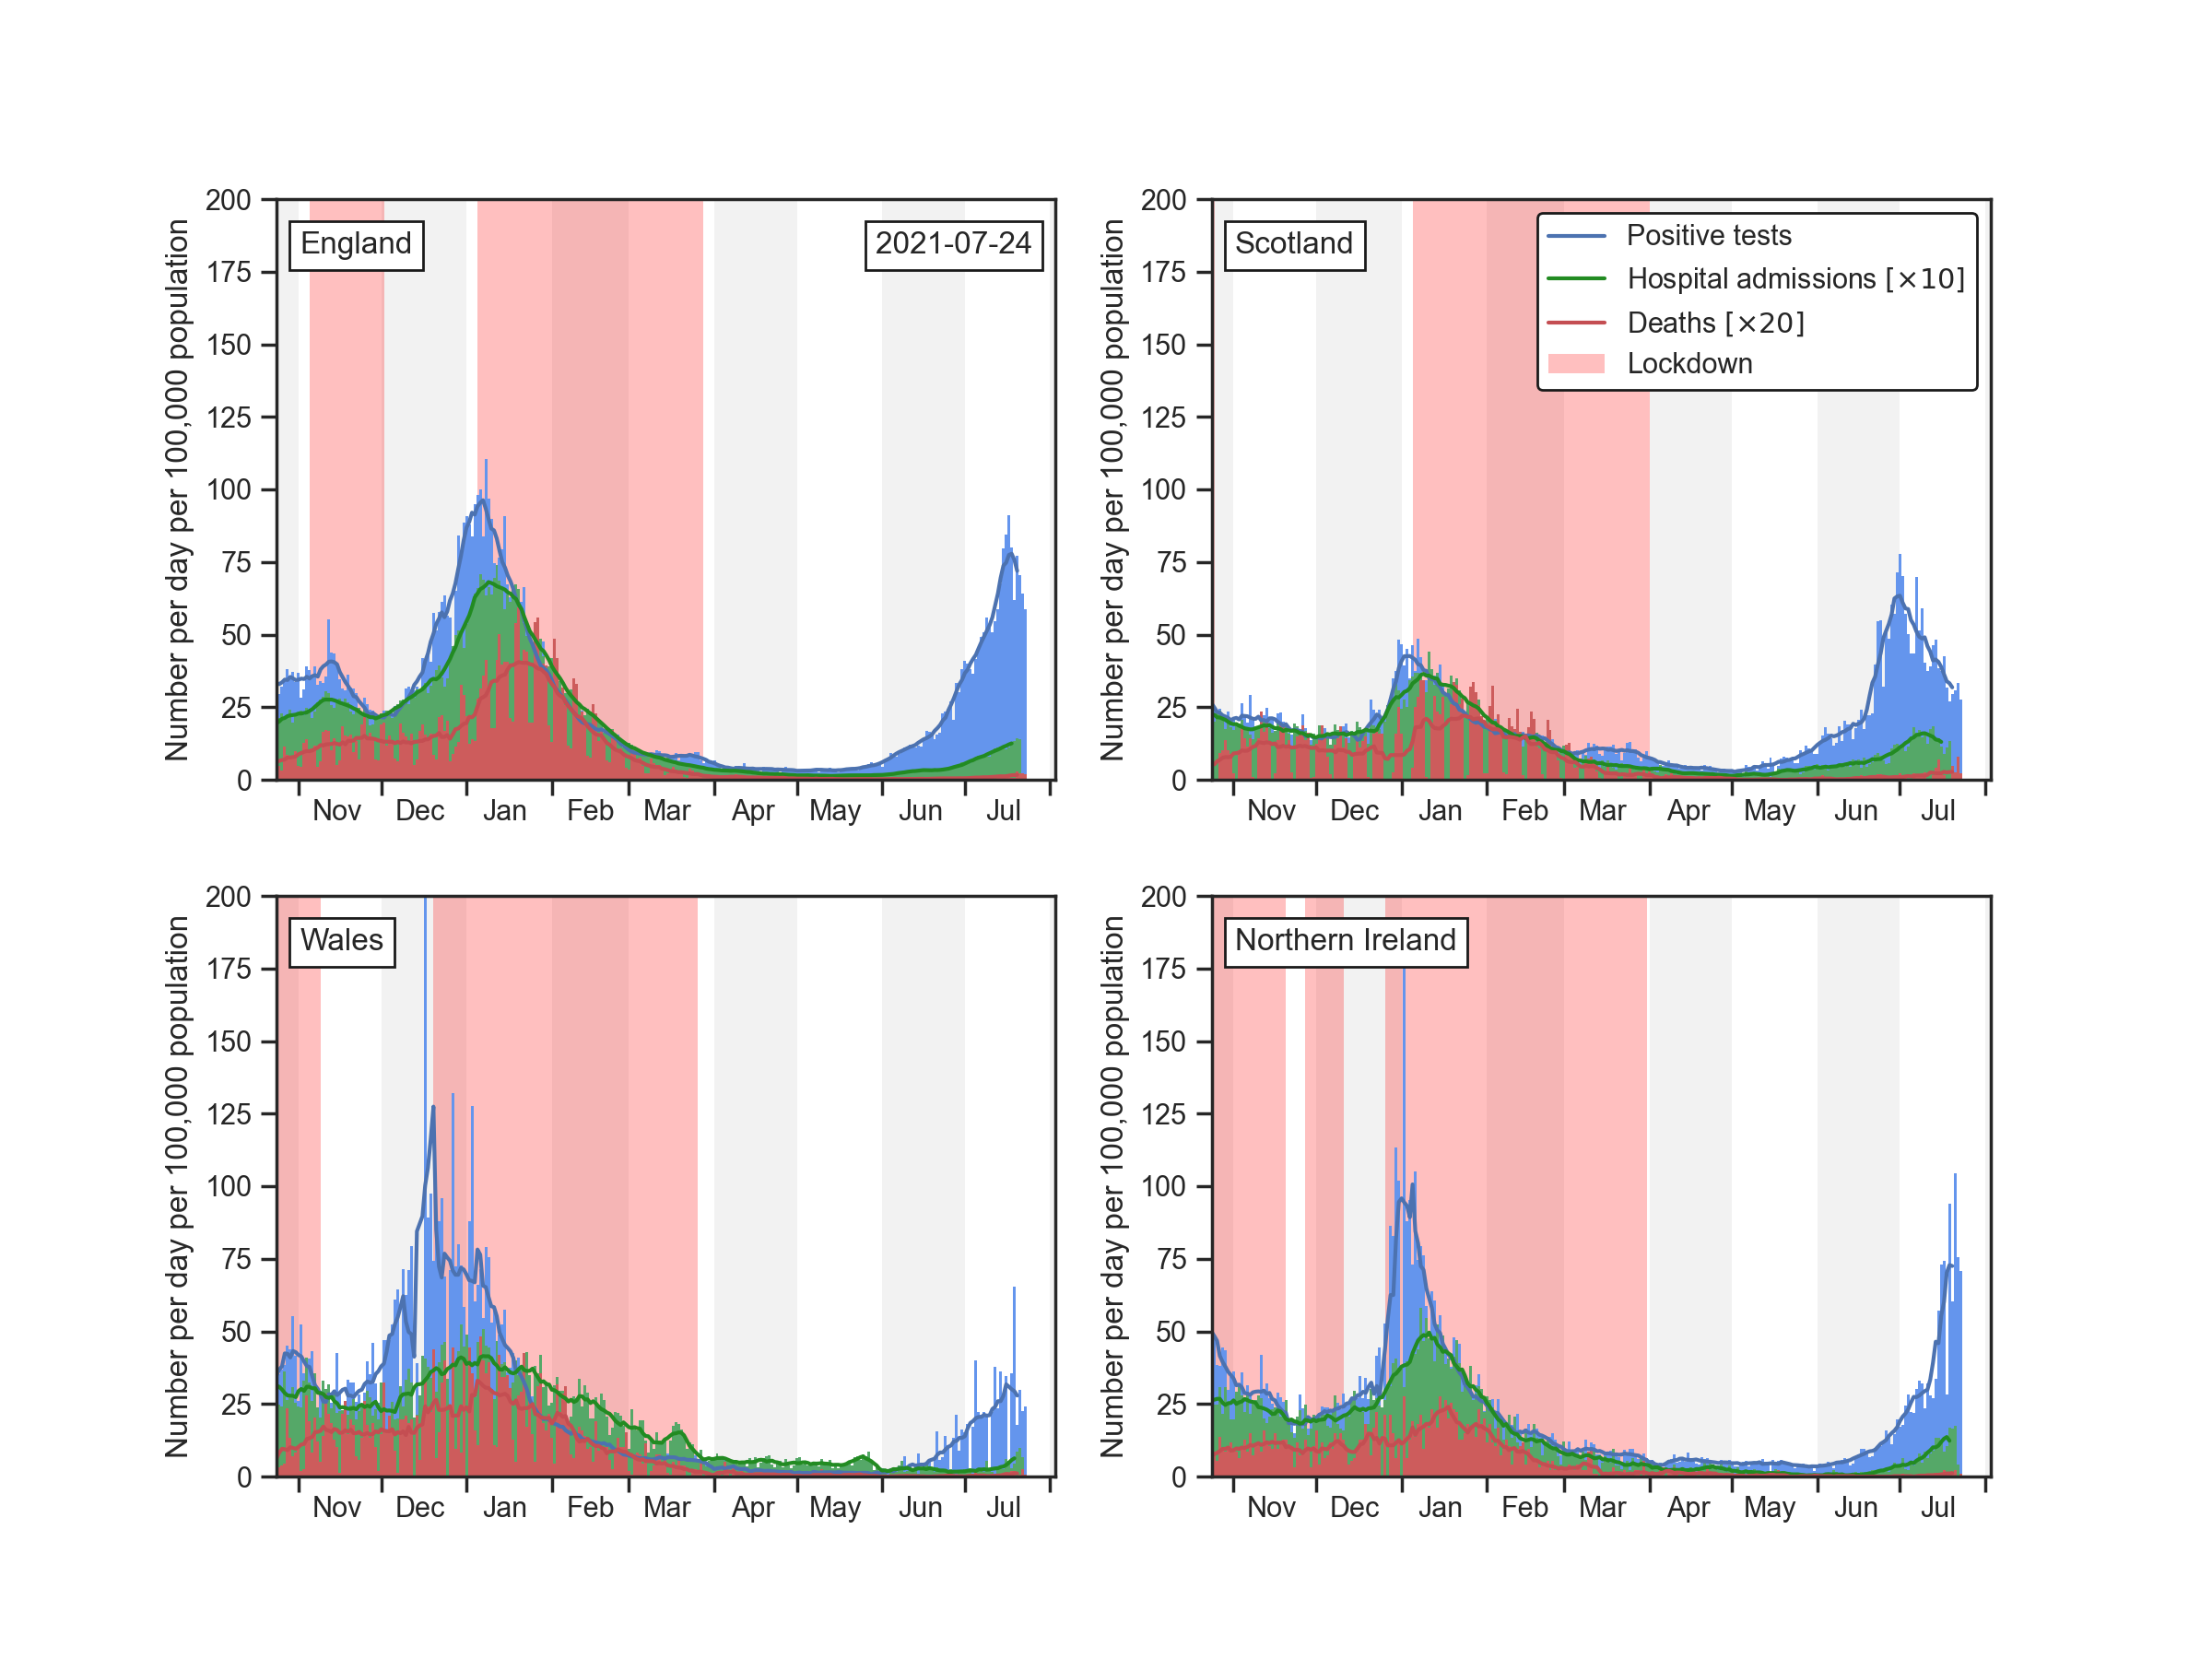 England
2021-07-24
Number per day per 100,000 population
200
175
150
125
100
75
50
25
0
Nov Dec Jan Feb Mar Apr May Jun Jul
Scotland
Positive tests
Hospital admissions [×10]
Deaths [×20]
Lockdown
Number per day per 100,000 population
200
175
150
125
100
75
50
25
0
Nov Dec Jan Feb Mar Apr May Jun Jul
Wales
Number per day per 100,000 population
200
175
150
125
100
75
50
25
0
Nov Dec Jan Feb Mar Apr May Jun Jul
Northern Ireland
Number per day per 100,000 population
200
175
150
125
100
75
50
25
0
Nov Dec Jan Feb Mar Apr May Jun Jul